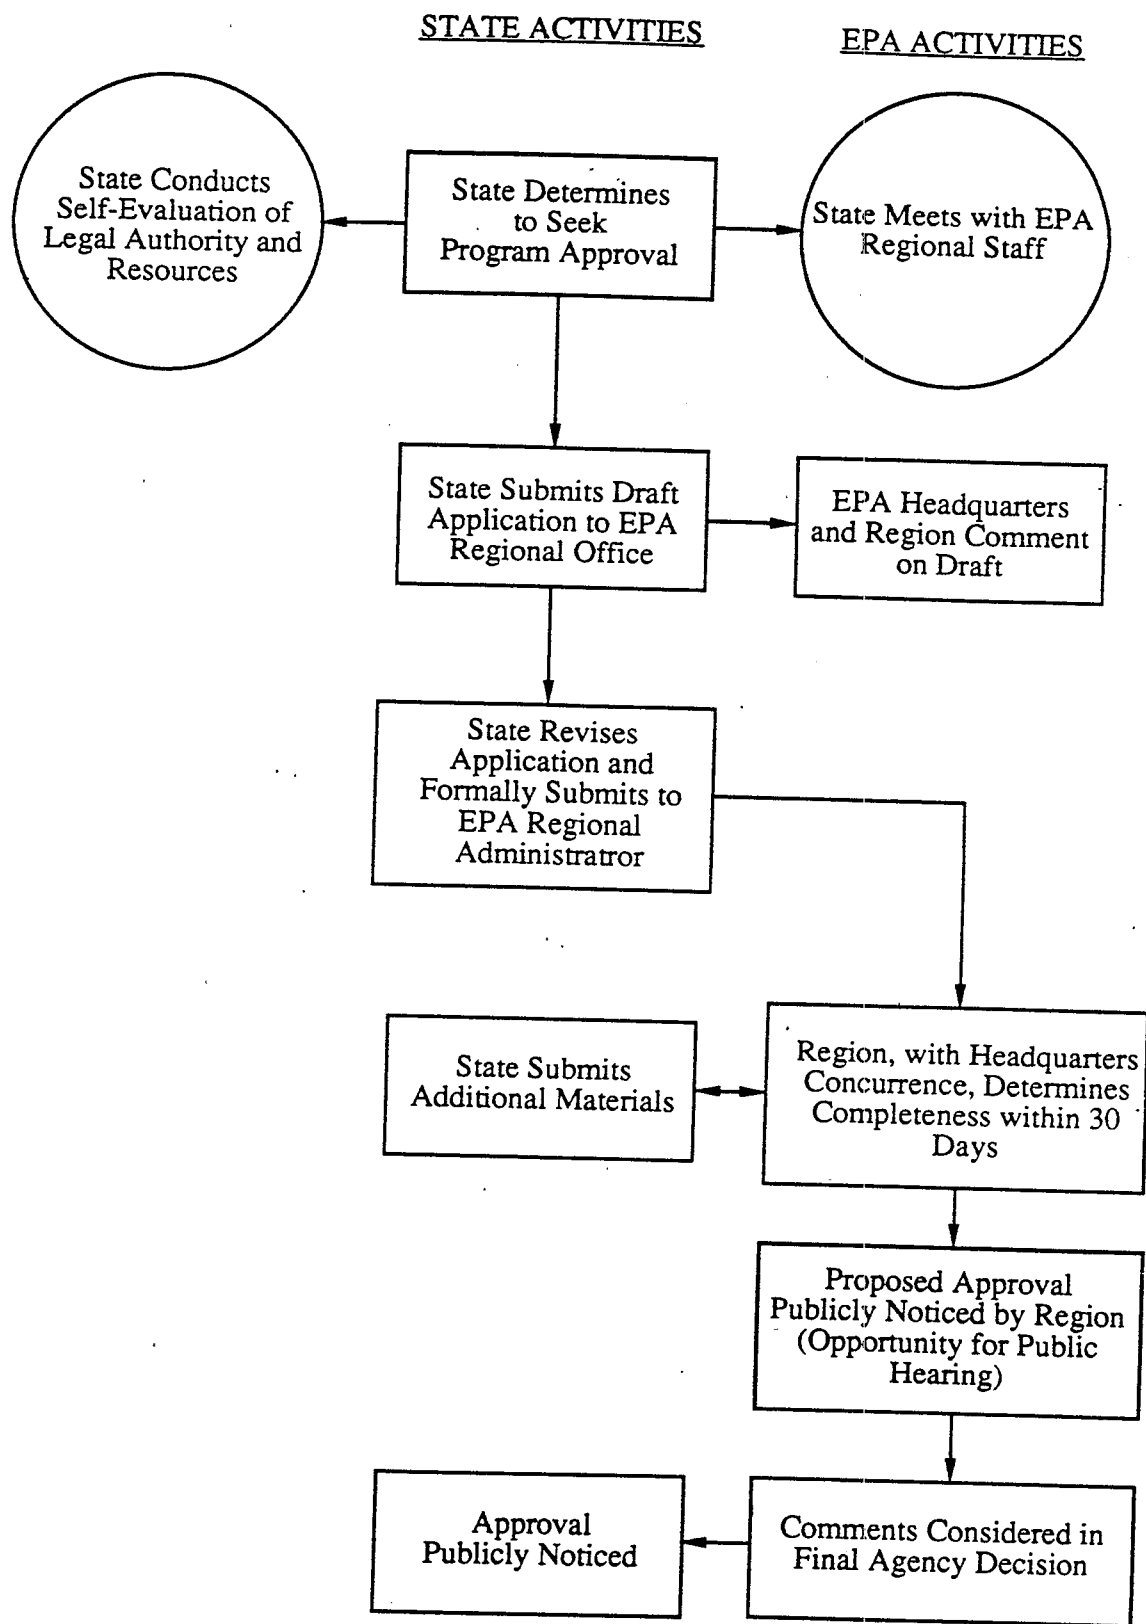 STATE ACTIVITIES
EPA ACTIVITIES
State Conducts
Self-Evaluation of
Legal Authority and
Resources
State Determines
to Seek
Program Approval
State Meets with EPA
Regional Staff
State Submits Draft
Application to EPA
Regional Office
EPA Headquarters
and Region Comment
on Draft
State Revises
Application and
Formally Submits to
EPA Regional
Administratror
State Submits
Additional Materials
Region, with Headquarters
Concurrence, Determines
Completeness within 30
Days
Proposed Approval
Publicly Noticed by Region
(Opportunity for Public
Hearing)
Approval
Publicly Noticed
Comments Considered in
Final Agency Decision